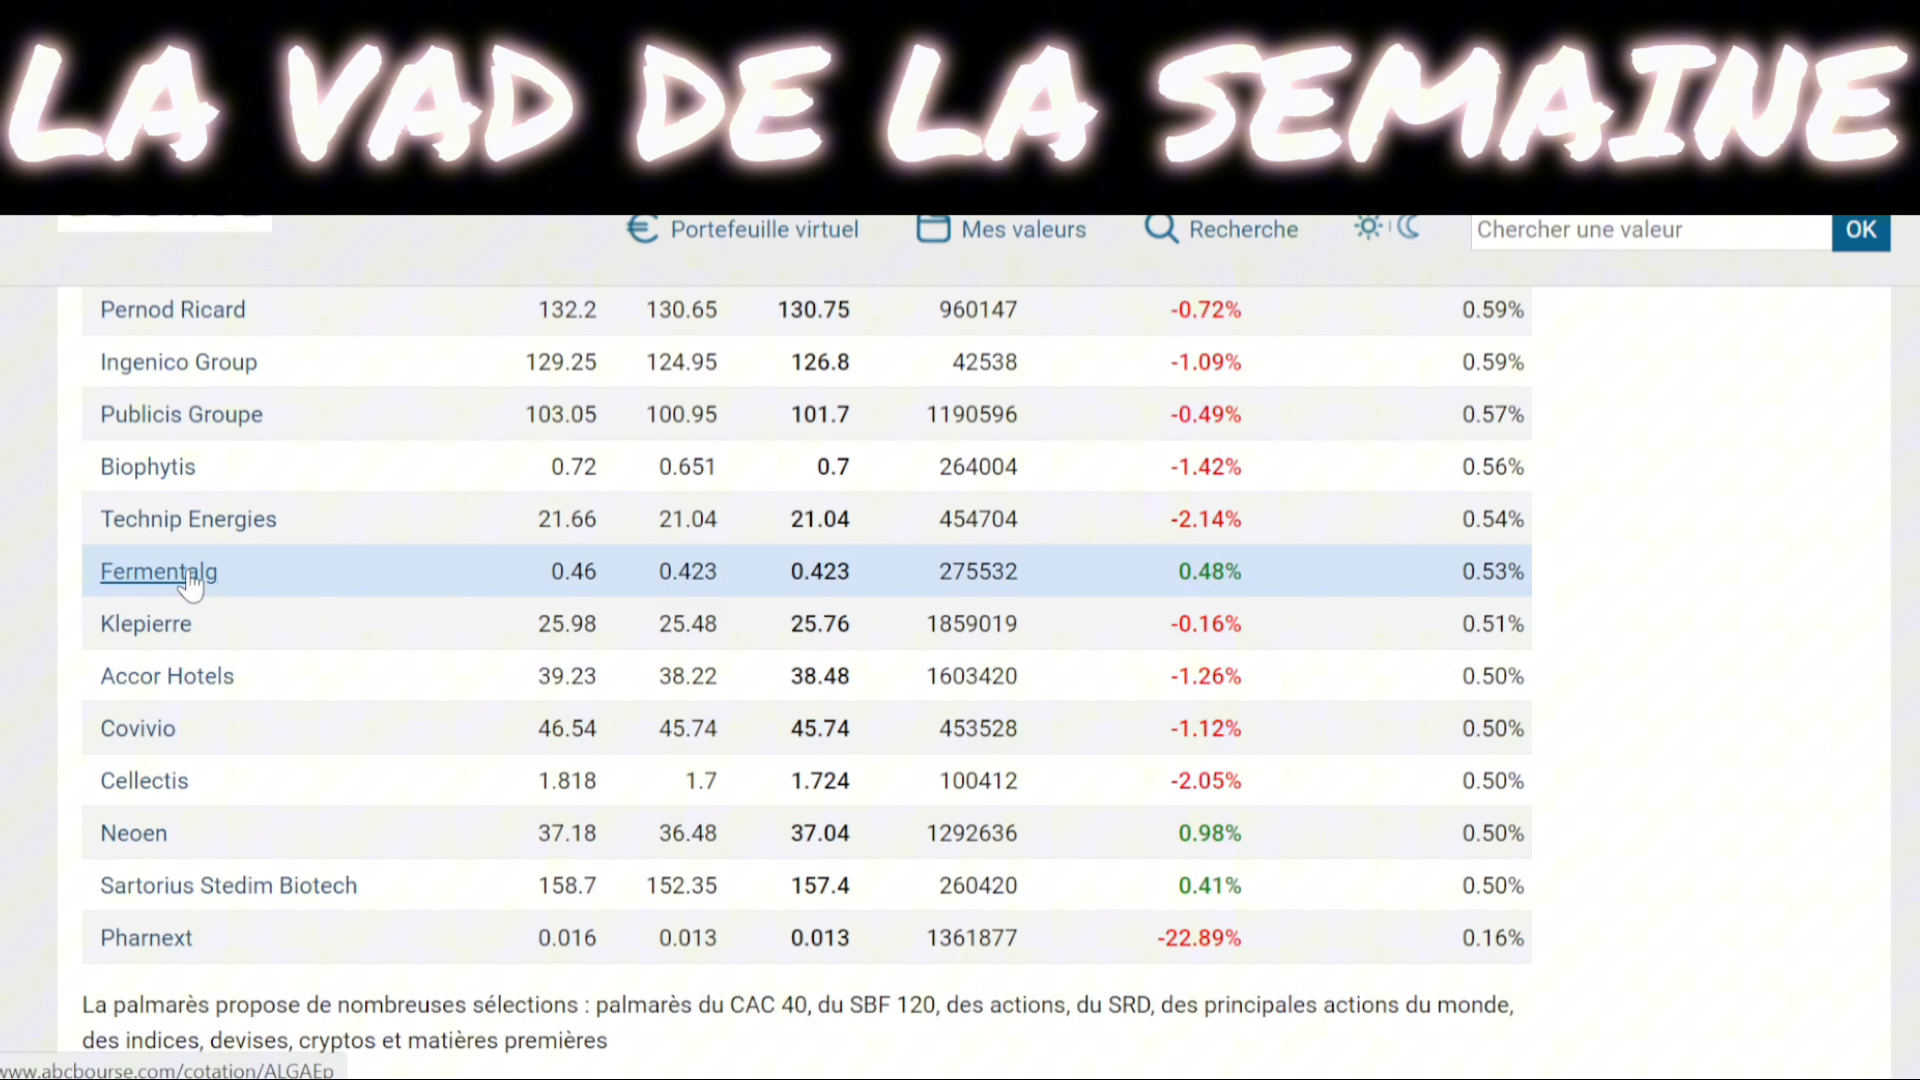 LA VAD DE LA SEMAINE
Portefeuille virtuel Mes valeurs Recherche Chercher une valeur OK
Pernod Ricard 132.2 130.65 130.75 960147 -0.72% 0.59%
Ingenico Group 129.25 124.95 126.8 42538 -1.09% 0.59%
Publicis Groupe 103.05 100.95 101.7 1190596 -0.49% 0.57%
Biophytis 0.72 0.651 0.7 264004 -1.42% 0.56%
Technip Energies 21.66 21.04 21.04 454704 -2.14% 0.54%
Fermentalg 0.46 0.423 0.423 275532 0.48% 0.53%
Klepierre 25.98 25.48 25.76 1859019 -0.16% 0.51%
Accor Hotels 39.23 38.22 38.48 1603420 -1.26% 0.50%
Covivio 46.54 45.74 45.74 453528 -1.12% 0.50%
Cellectis 1.818 1.7 1.724 100412 -2.05% 0.50%
Neoen 37.18 36.48 37.04 1292636 0.98% 0.50%
Sartorius Stedim Biotech 158.7 152.35 157.4 260420 0.41% 0.50%
Pharnext 0.016 0.013 0.013 1361877 -22.89% 0.16%
La palmarès propose de nombreuses sélections : palmarès du CAC 40, du SBF 120, des actions, du SRD, des principales actions du monde,
des indices, devises, cryptos et matières premières
www.abcbourse.com/cotation/ALGAEp